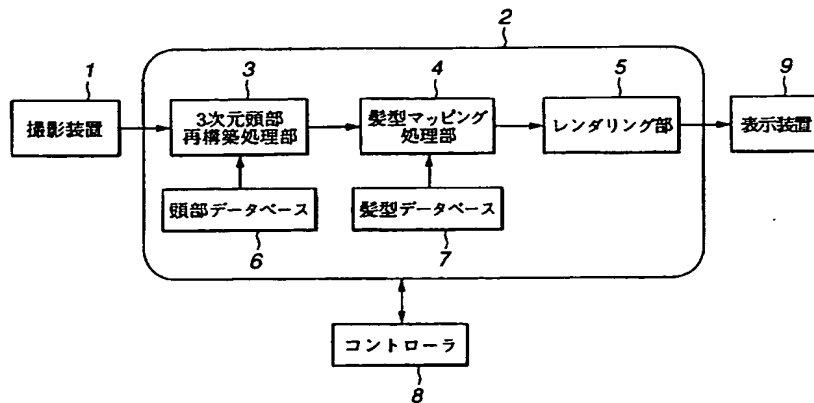 2
1
3
4
5
9
撮影装置
3次元頭部
再構築処理部
髪型マッピング
処理部
レンダリング部
表示装置
頭部データベース
髪型データベース
6
7
コントローラ
8